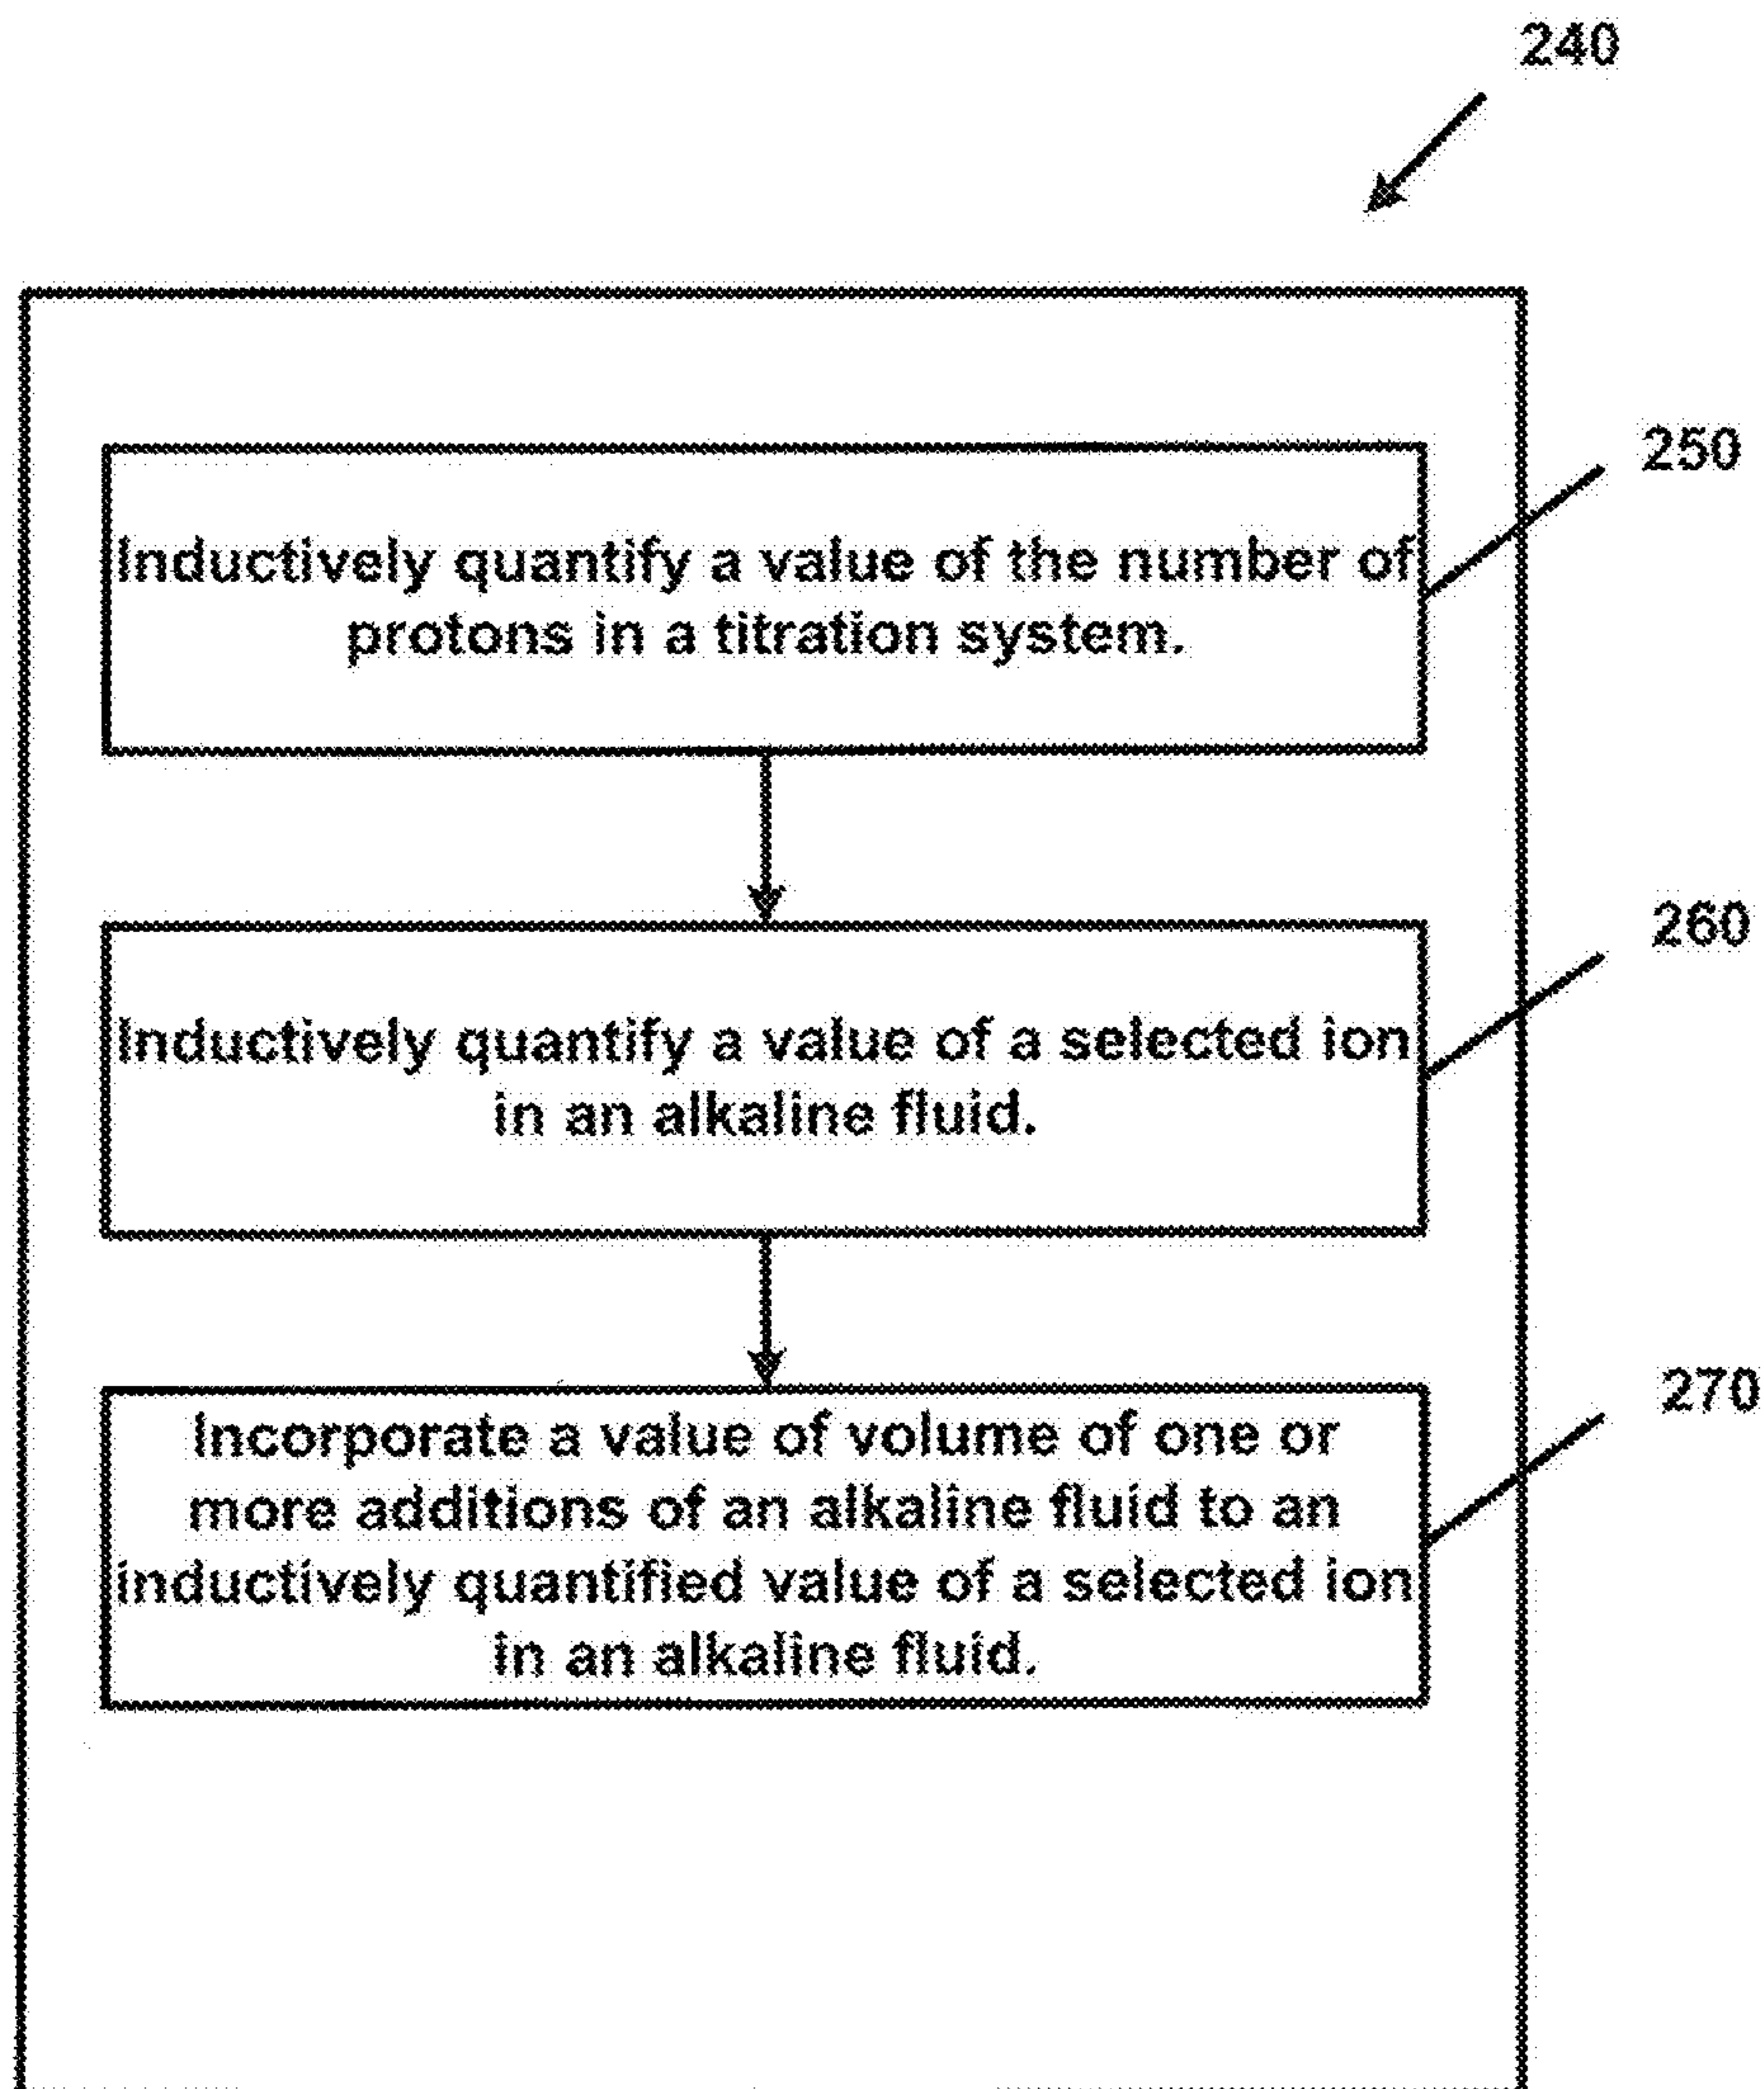 240
250
Inductively quantify a value of the number of
protons in a titration system.
260
Inductively quantify a value of a selected ion
in an alkaline fluid.
270
Incorporate a value of volume of one or
more additions of an alkaline fluid to an
inductively quantified value of a selected ion
in an alkaline fluid.